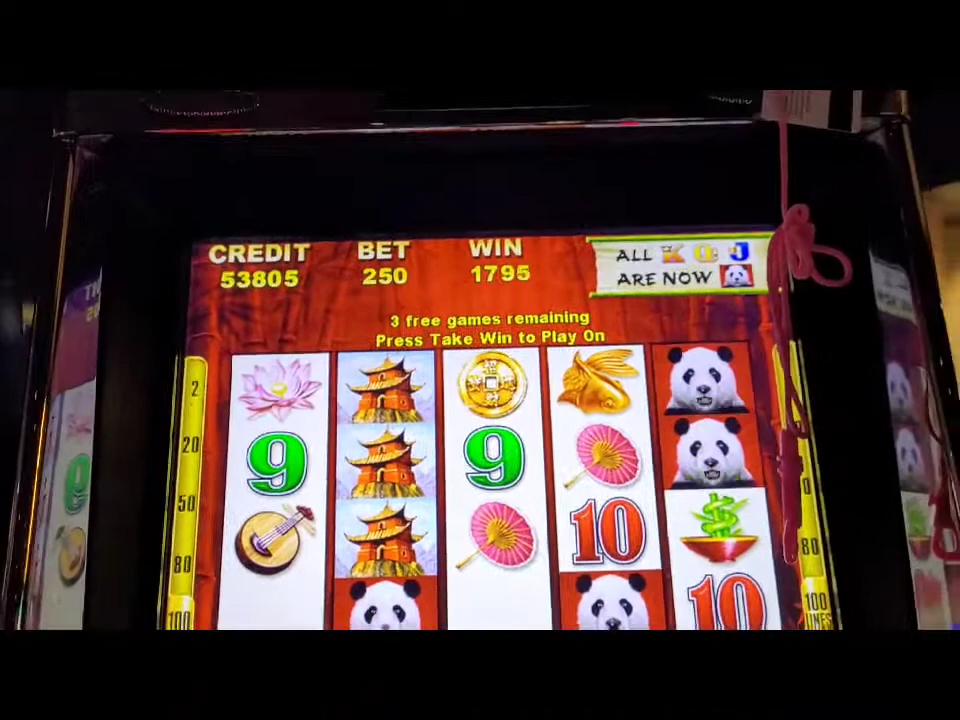 CREDIT BET WIN
53805 250 1795
ALL K Q J
ARE NOW
3 free games remaining
Press Take Win to Play On
2
20
9 9
50
10
80 80
10
100 100
LINES